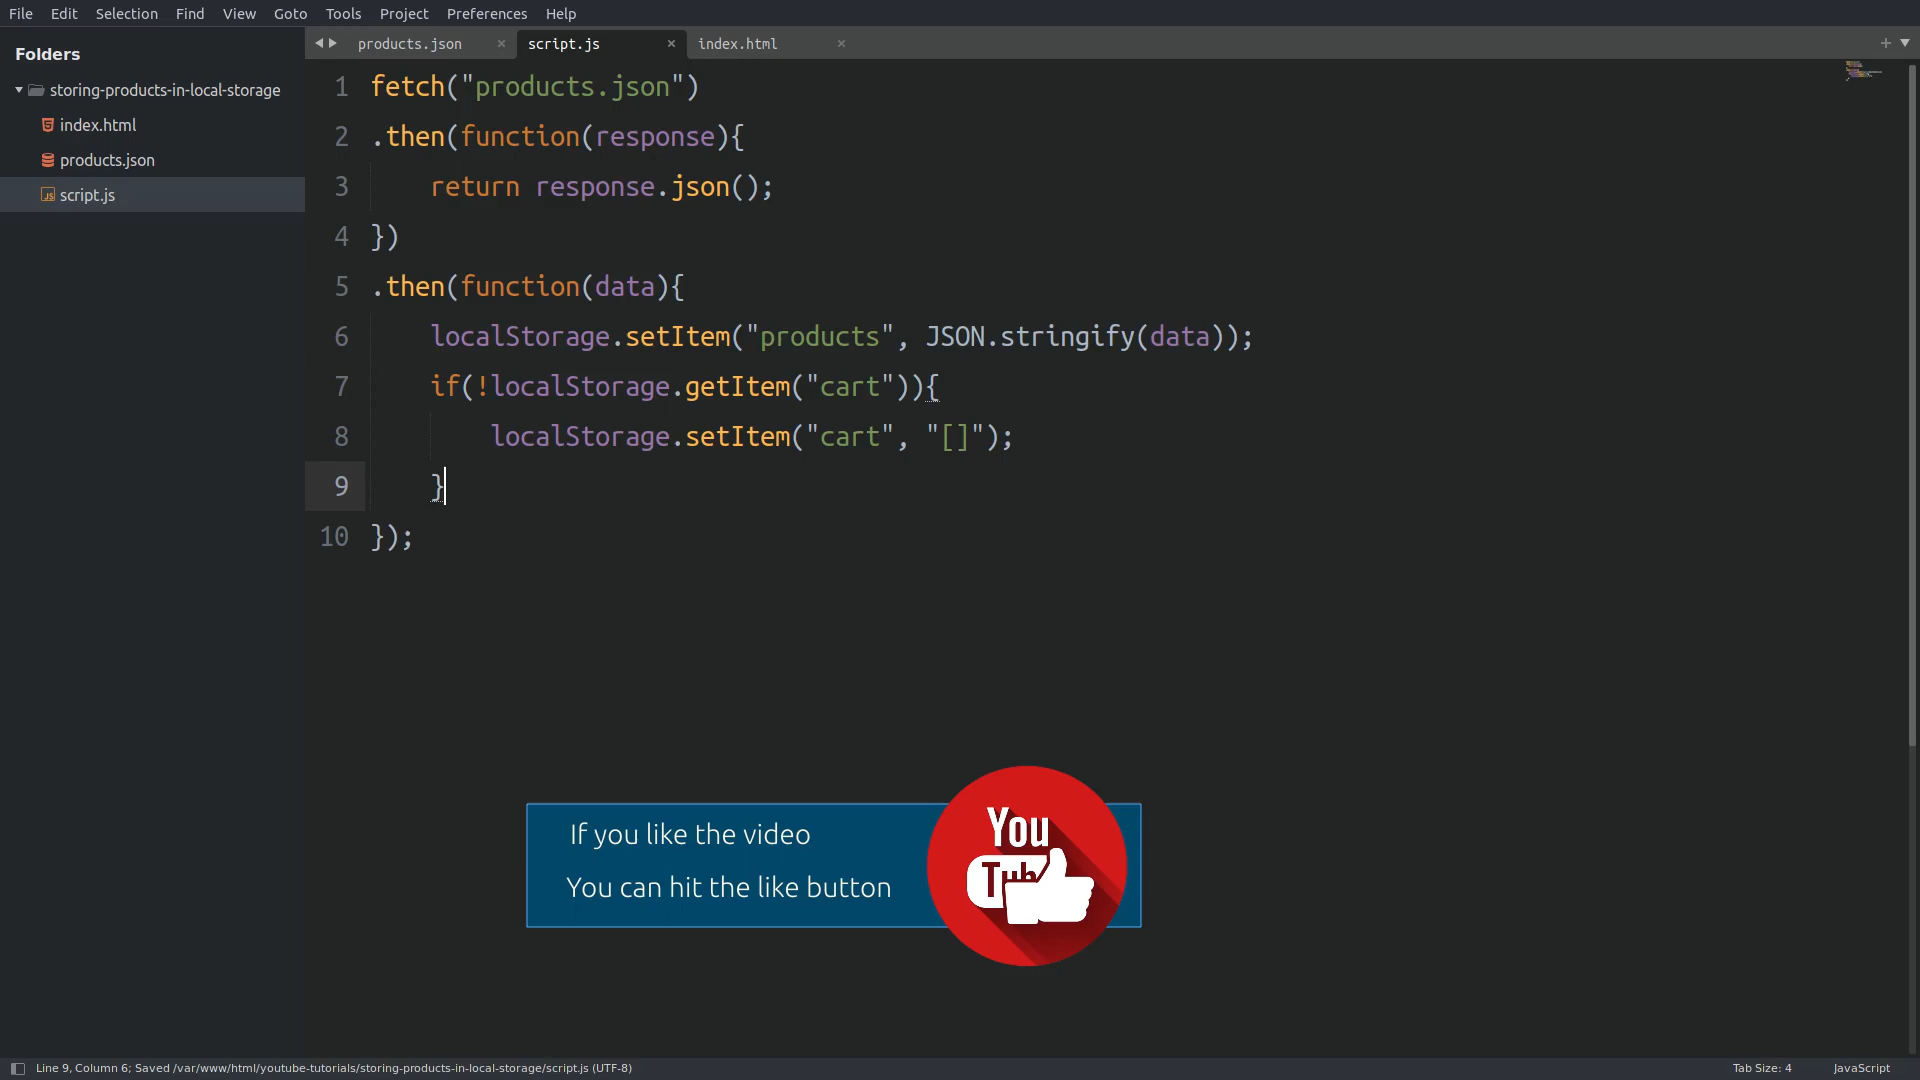 File Edit Selection Find View Goto Tools Project Preferences Help
Folders
storing-products-in-local-storage
index.html
products.json
script.js
products.json × script.js × index.html ×
1 fetch("products.json")
2 .then(function(response){
3     return response.json();
4 })
5 .then(function(data){
6     localStorage.setItem("products", JSON.stringify(data));
7     if(!localStorage.getItem("cart")){
8         localStorage.setItem("cart", "[]");
9     }
10 });
If you like the video
You can hit the like button
You
Tub
Line 9, Column 6; Saved /var/www/html/youtube-tutorials/storing-products-in-local-storage/script.js (UTF-8) Tab Size: 4 JavaScript